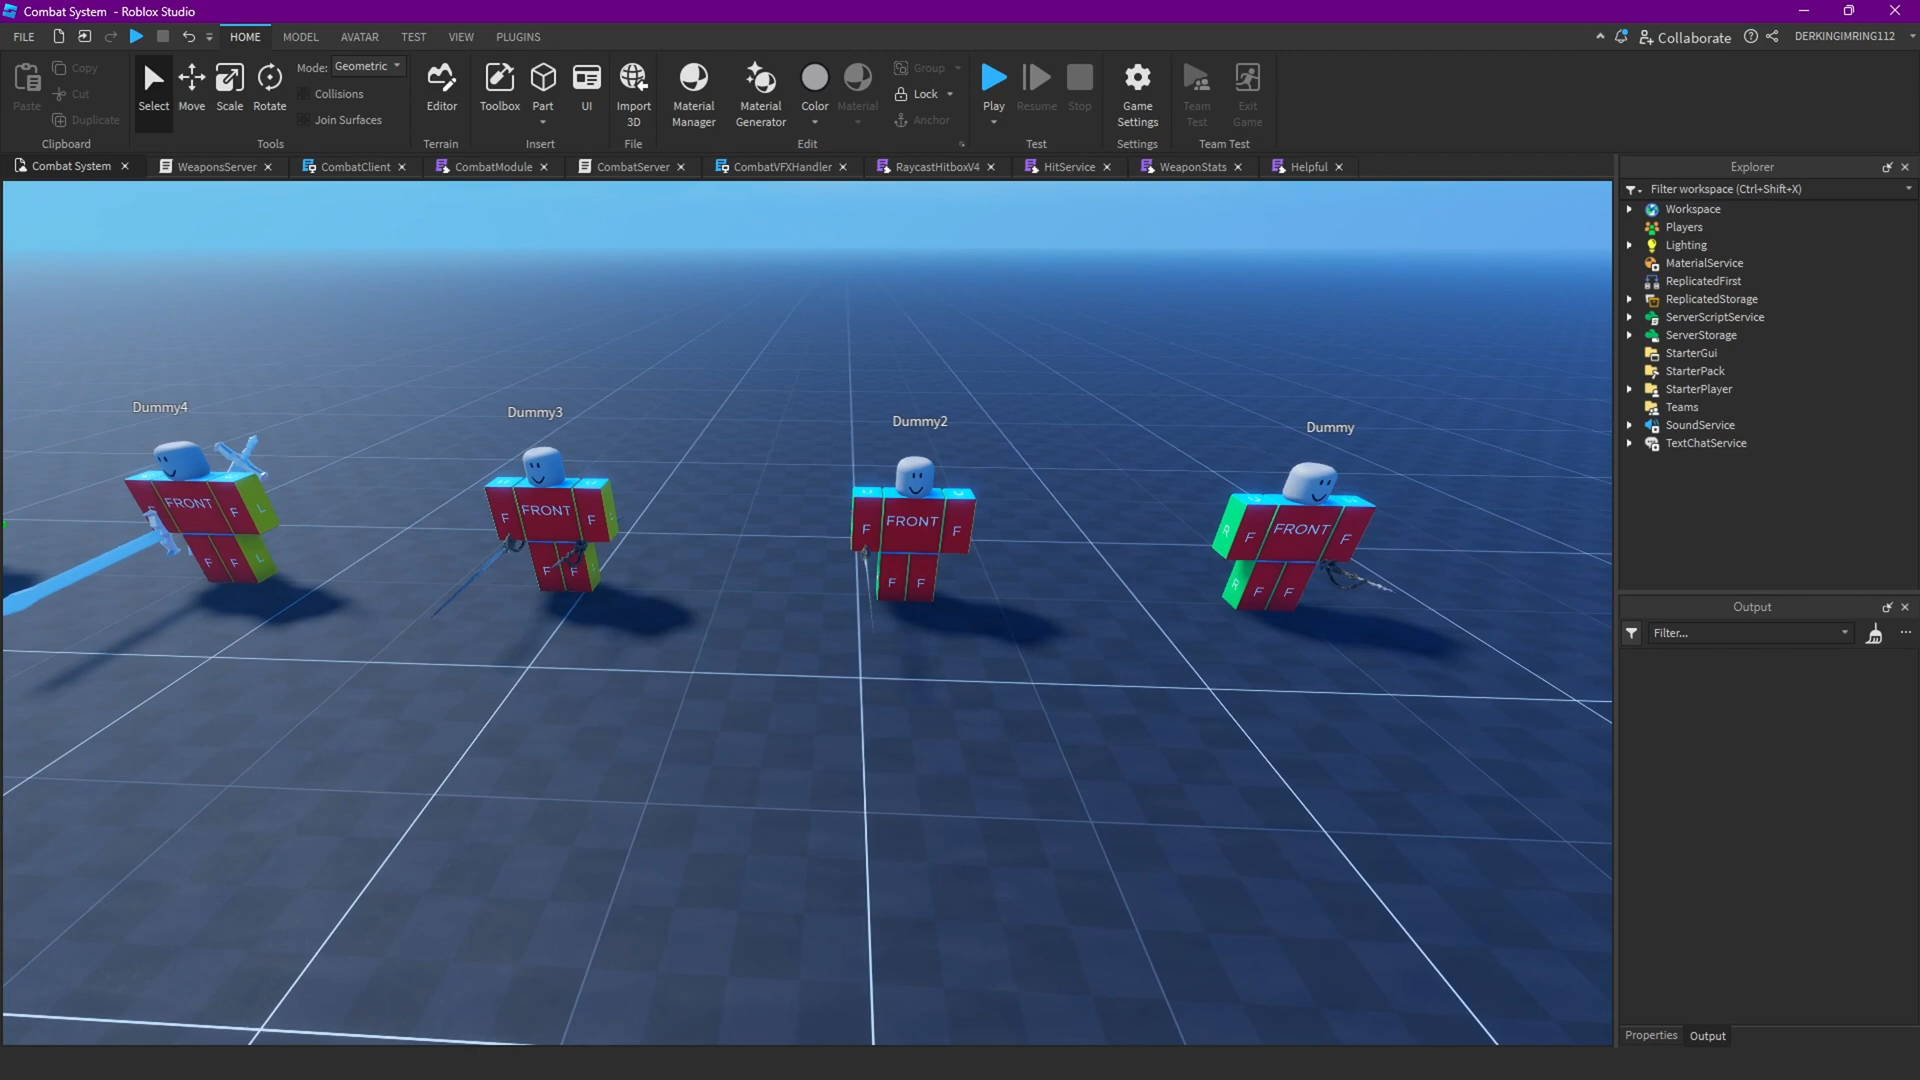 Combat System - Roblox Studio
FILE HOME MODEL AVATAR TEST VIEW PLUGINS Collaborate DERKINGIMRING112
Paste Copy Cut Duplicate
Clipboard
Select Move Scale Rotate
Mode: Geometric
Collisions
Join Surfaces
Tools
Editor
Terrain
Toolbox Part UI
Insert
Import 3D
File
Material Manager Material Generator Color Material
Group
Lock
Anchor
Edit
Play Resume Stop
Test
Game Settings
Settings
Team Test Exit Game
Team Test
Combat System WeaponsServer CombatClient CombatModule CombatServer CombatVFXHandler RaycastHitboxV4 HitService WeaponStats Helpful
Dummy4
Dummy3
Dummy2
Dummy
FRONT F L
F F L
F FRONT F
F F
F FRONT F
F F
R F FRONT F
R F F
Explorer
Filter workspace (Ctrl+Shift+X)
Workspace
Players
Lighting
MaterialService
ReplicatedFirst
ReplicatedStorage
ServerScriptService
ServerStorage
StarterGui
StarterPack
StarterPlayer
Teams
SoundService
TextChatService
Output
Filter...
Properties Output